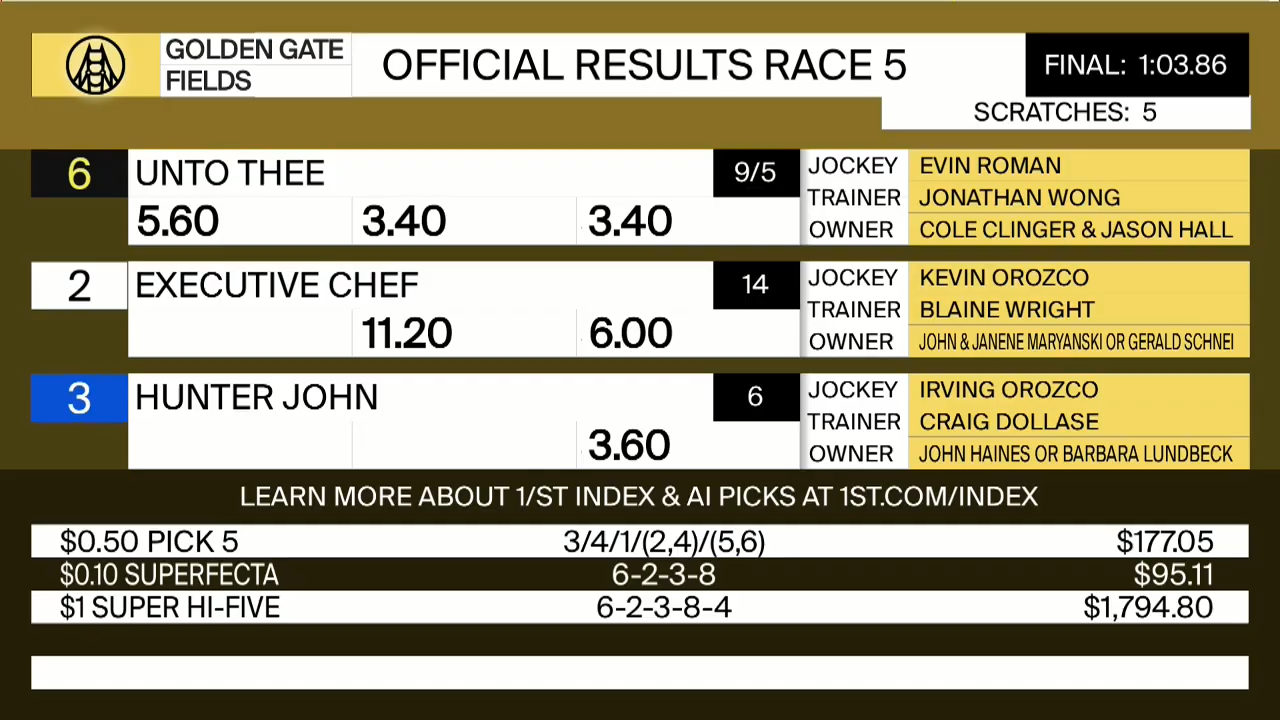 GOLDEN GATE
FIELDS
OFFICIAL RESULTS RACE 5
FINAL: 1:03.86
SCRATCHES: 5
6 UNTO THEE 9/5
5.60 3.40 3.40
JOCKEY EVIN ROMAN
TRAINER JONATHAN WONG
OWNER COLE CLINGER & JASON HALL
2 EXECUTIVE CHEF 14
11.20 6.00
JOCKEY KEVIN OROZCO
TRAINER BLAINE WRIGHT
OWNER JOHN & JANENE MARYANSKI OR GERALD SCHNEI
3 HUNTER JOHN 6
3.60
JOCKEY IRVING OROZCO
TRAINER CRAIG DOLLASE
OWNER JOHN HAINES OR BARBARA LUNDBECK
LEARN MORE ABOUT 1/ST INDEX & AI PICKS AT 1ST.COM/INDEX
$0.50 PICK 5 3/4/1/(2,4)/(5,6) $177.05
$0.10 SUPERFECTA 6-2-3-8 $95.11
$1 SUPER HI-FIVE 6-2-3-8-4 $1,794.80